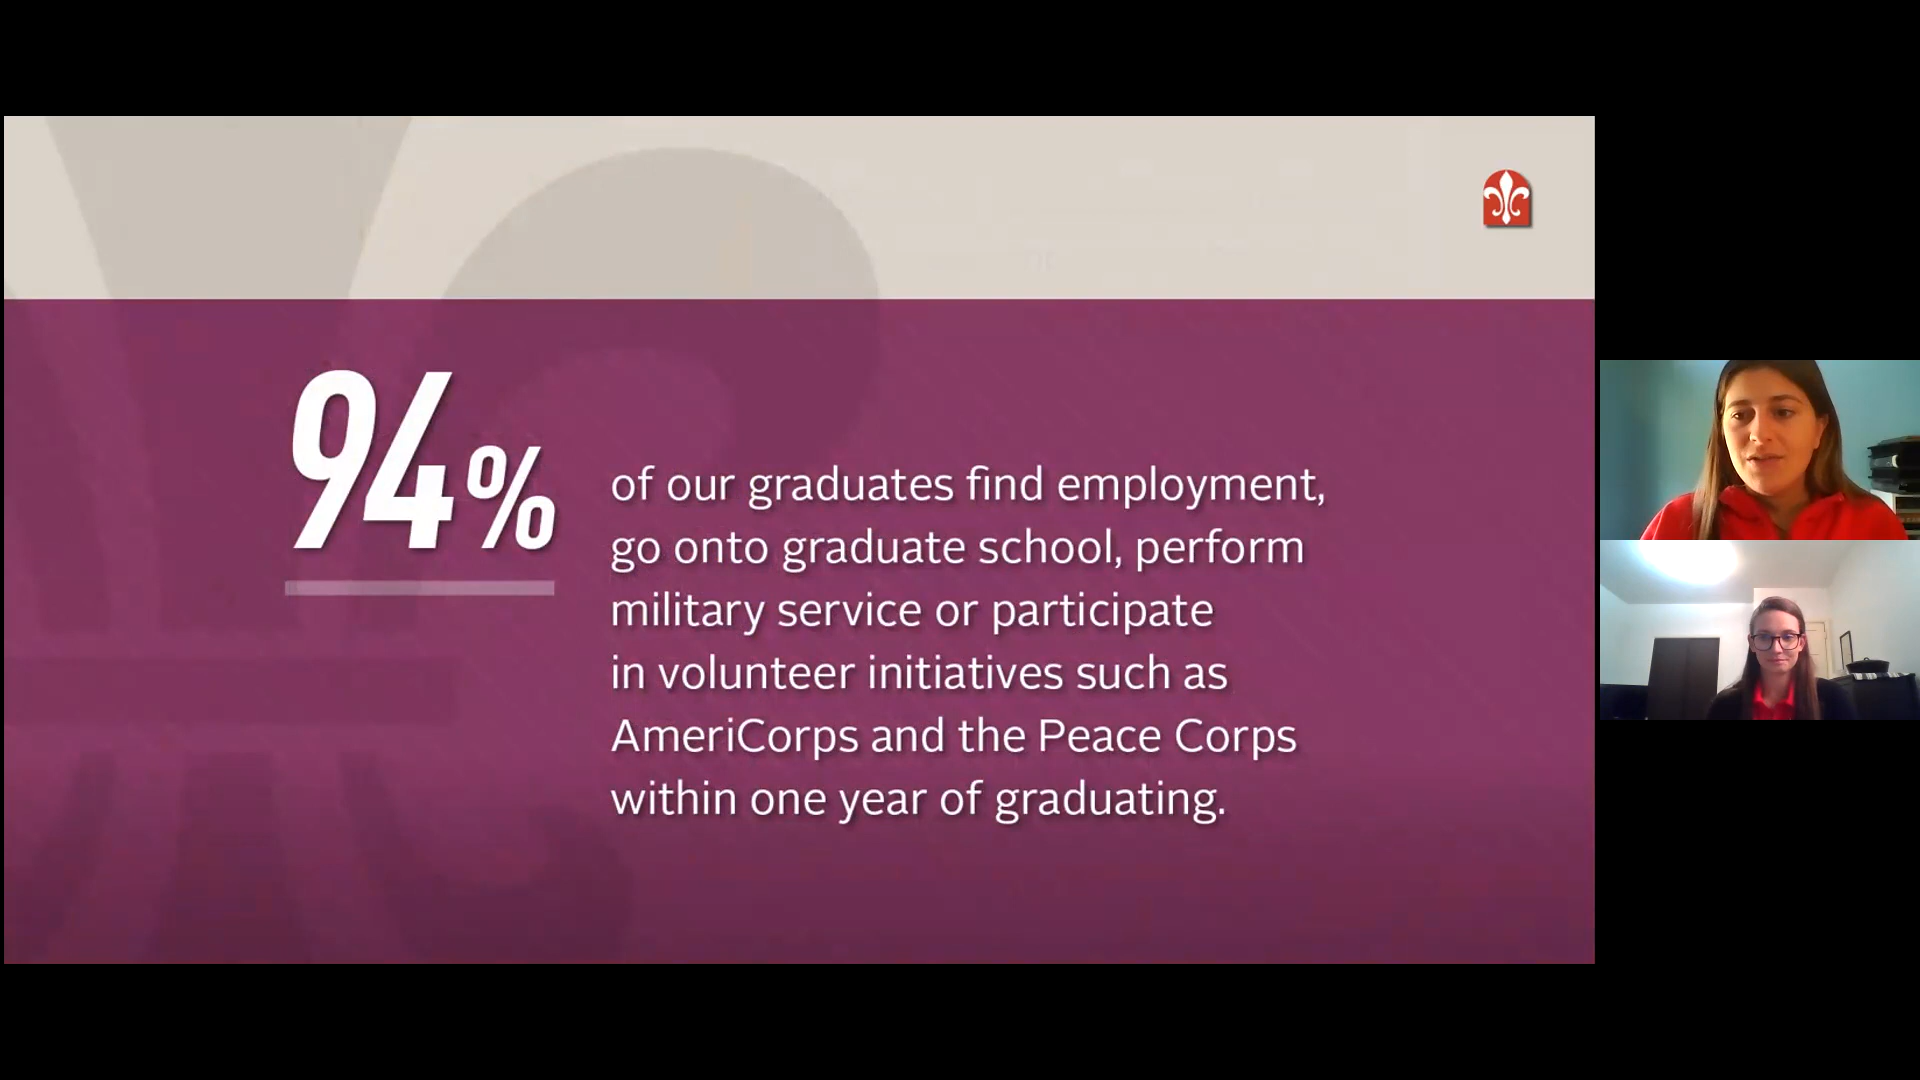 94%
of our graduates find employment,
go onto graduate school, perform
military service or participate
in volunteer initiatives such as
AmeriCorps and the Peace Corps
within one year of graduating.